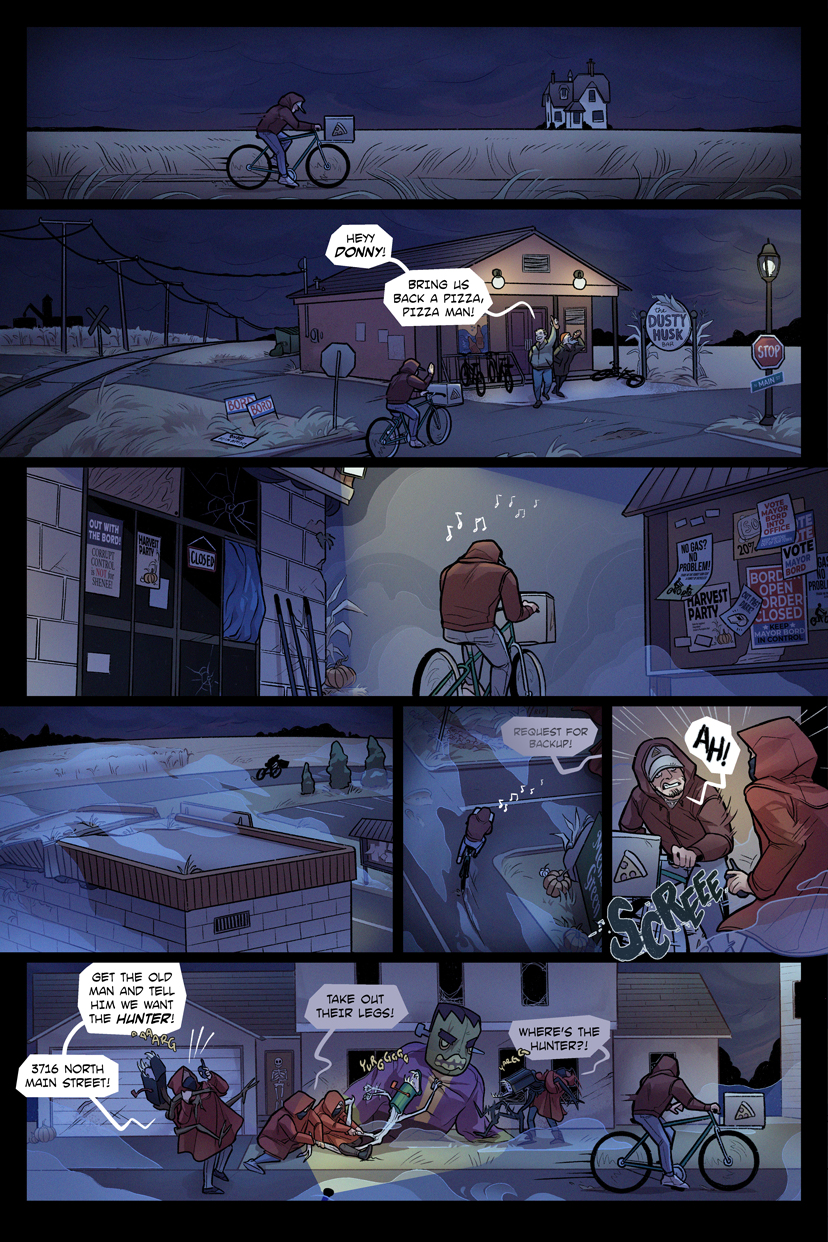 HEYY
DONNY!
BRING US
BACK A PIZZA,
PIZZA MAN!
the
DUSTY
HUSK
STOP
MAIN
BORD
BORD
OUT WITH
THE BORD!
CORRUPT
CONTROL
is NOT for
HARVEST
PARTY
CLOSED
NO GAS?
NO
PROBLEM!
HARVEST
PARTY
20%
VOTE
MAYOR
BORD
INTO
OFFICE
VOTE
MAYOR
BORD
BORD
OPEN
BORDER
CLOSED
KEEP
MAYOR BORD
IN CONTROL
REQUEST FOR
BACKUP!
AH!
SCREEE
GET THE OLD
MAN AND TELL
HIM WE WANT
THE HUNTER!
3716 NORTH
MAIN STREET!
TAKE OUT
THEIR LEGS!
WHERE'S THE
HUNTER?!